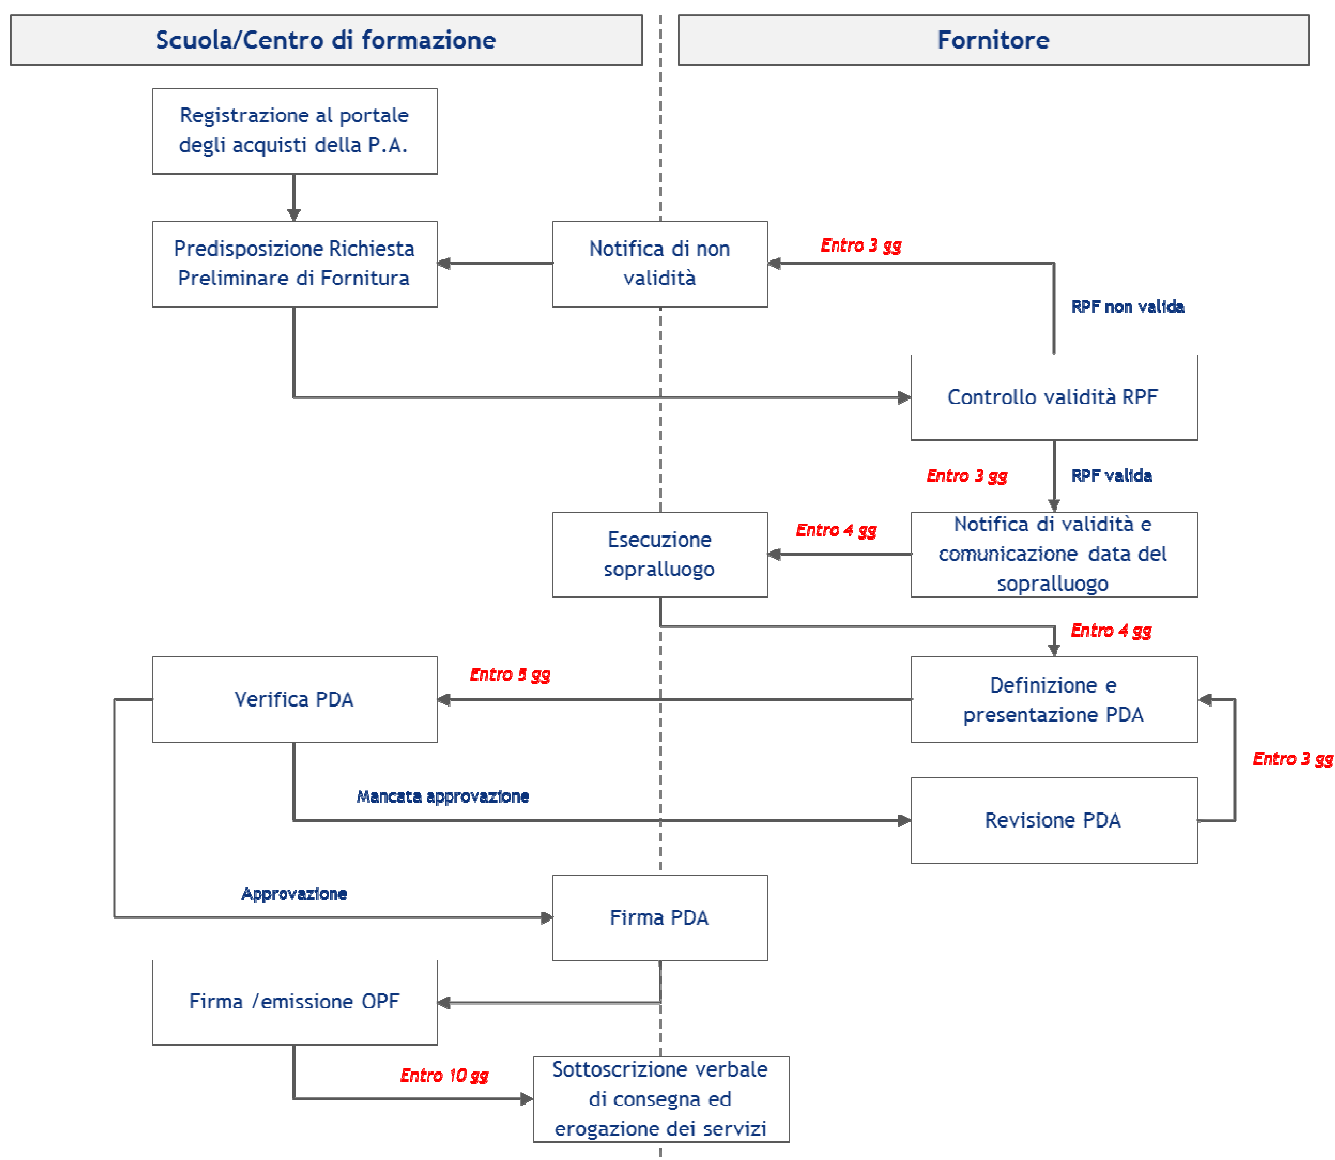 Scuola/Centro di formazione
Fornitore
Registrazione al portale
degli acquisti della P.A.
Predisposizione Richiesta
Preliminare di Fornitura
Notifica di non
validità
Entro 3 gg
RPF non valida
Controllo validità RPF
Entro 3 gg
RPF valida
Esecuzione
sopralluogo
Entro 4 gg
Notifica di validità e
comunicazione data del
sopralluogo
Entro 4 gg
Verifica PDA
Entro 5 gg
Definizione e
presentazione PDA
Entro 3 gg
Mancata approvazione
Revisione PDA
Approvazione
Firma PDA
Firma /emissione OPF
Entro 10 gg
Sottoscrizione verbale
di consegna ed
erogazione dei servizi